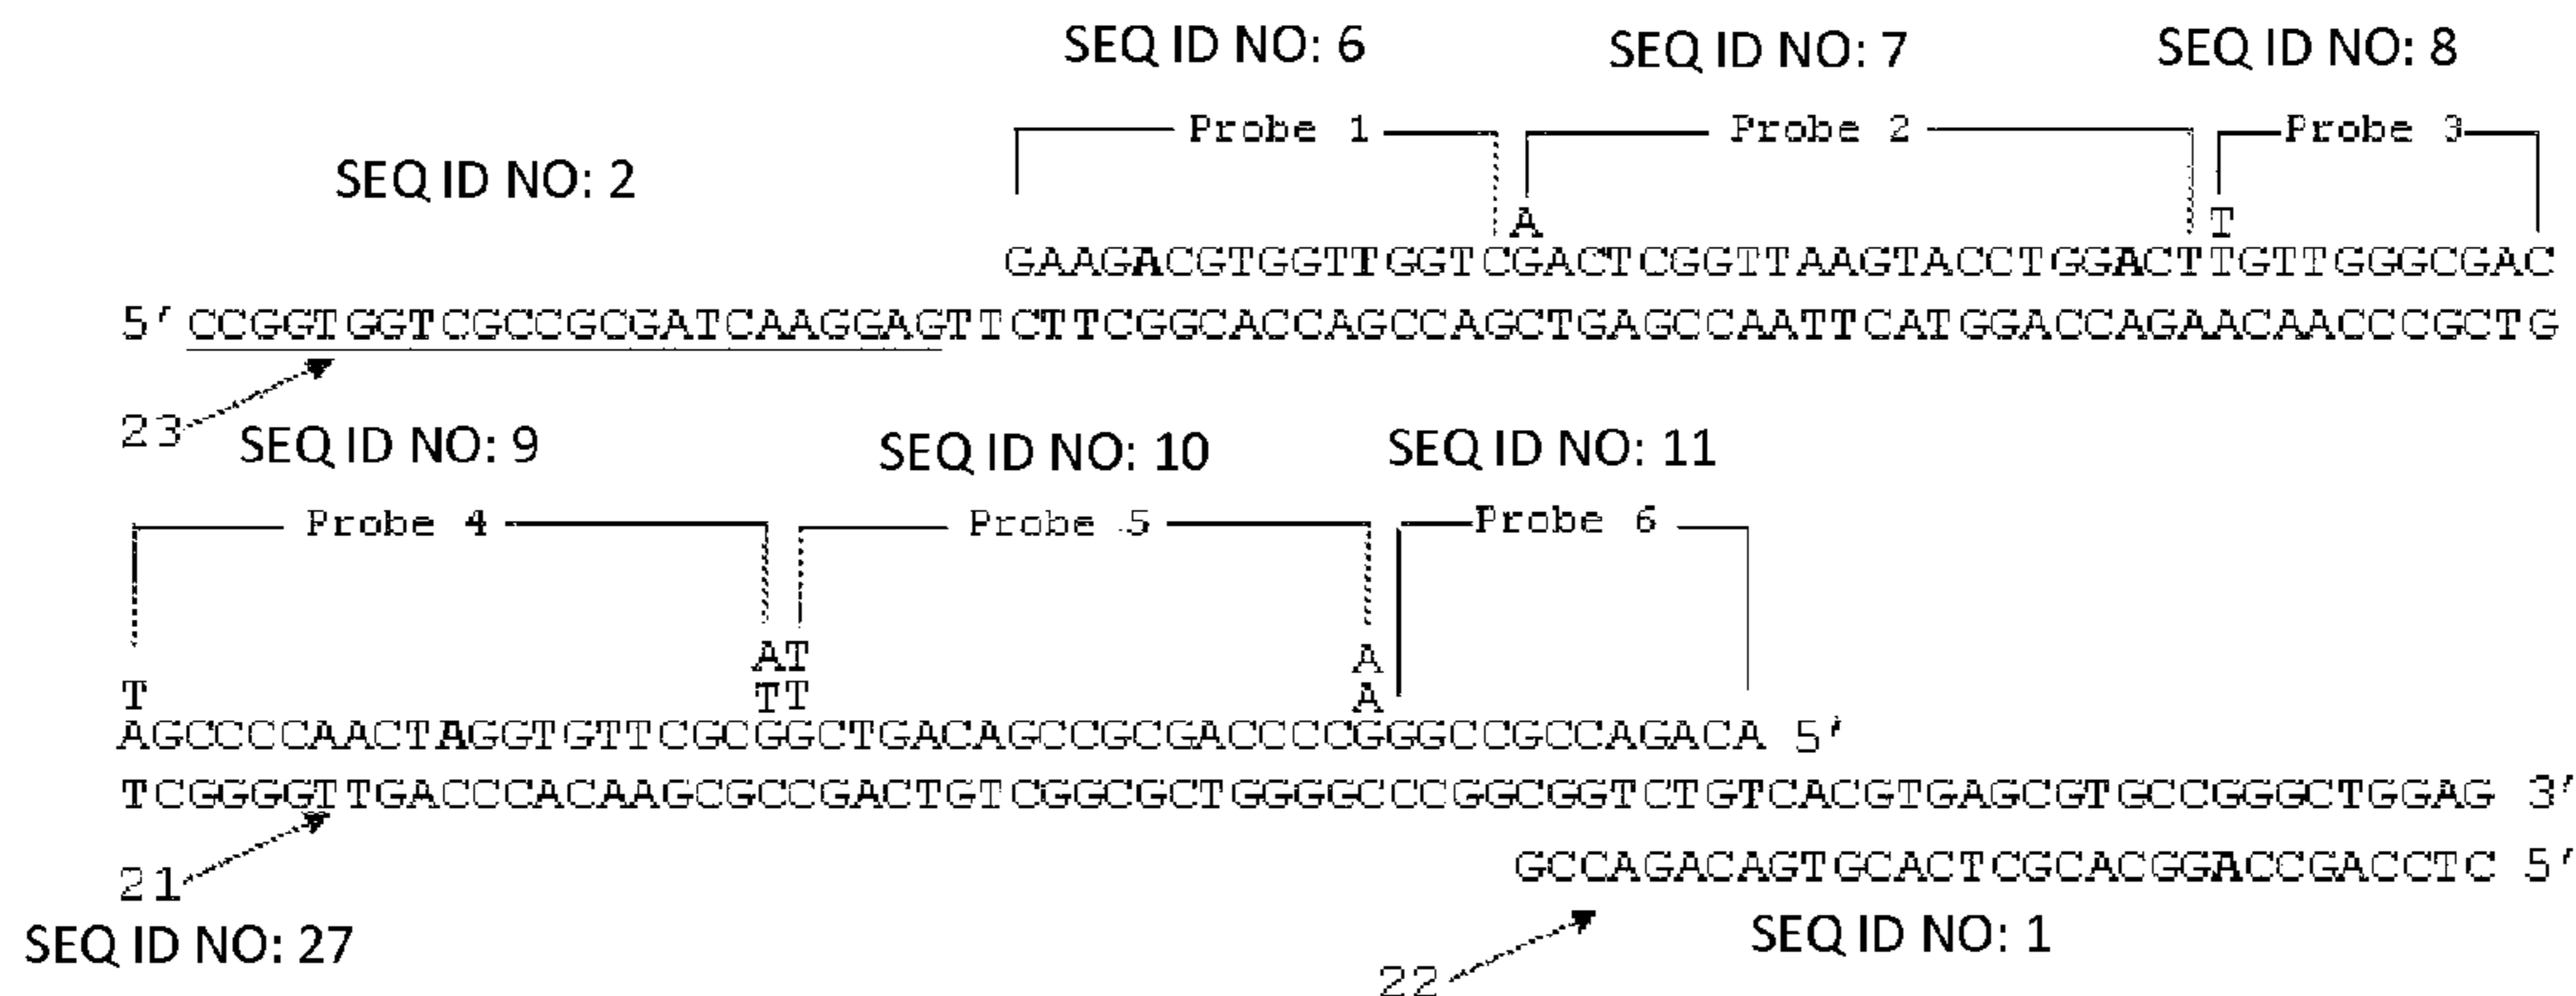 SEQ ID NO: 6 SEQ ID NO: 7 SEQ ID NO: 8
Probe 1 Probe 2 Probe 3
SEQ ID NO: 2
A T
GAAGACGTGGTTGGTCGACTCGGTTAAGTACCTGGACTTGTTGGGCGAC
5' CCGGTGGTCGCCGCGATCAAGGAGTTCTTCGGCACCAGCCAGCTGAGCCAATTCATGGACCAGAACAACCCGCTG
23
SEQ ID NO: 9 SEQ ID NO: 10 SEQ ID NO: 11
Probe 4 Probe 5 Probe 6
AT A
T TT A
AGCCCCAACTAGGTGTTCGCGGCTGACAGCCGCGACCCCGGGCCGCCAGACA 5'
TCGGGGTTGACCCACAAGCGCCGACTGTCGGCGCTGGGGCCCGGCGGTCTGTCACGTGAGCGTGCCGGGCTGGAG 3'
21
GCCAGACAGTGCACTCGCACGGACCGACCTC 5'
SEQ ID NO: 27
SEQ ID NO: 1
22